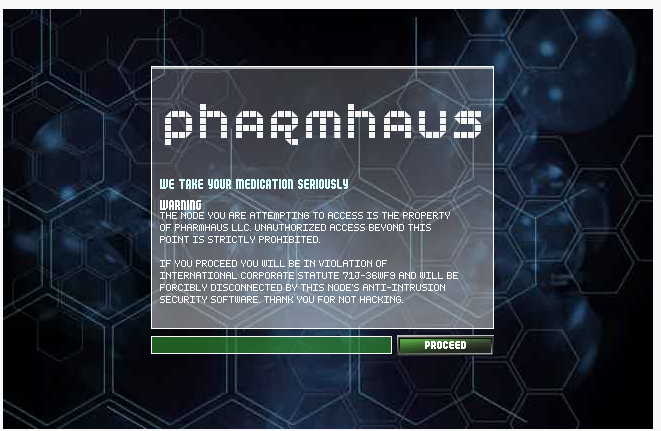 pharmhaus
WE TAKE YOUR MEDICATION SERIOUSLY
WARNING
THE NODE YOU ARE ATTEMPTING TO ACCESS IS THE PROPERTY
OF PHARMHAUS LLC. UNAUTHORIZED ACCESS BEYOND THIS
POINT IS STRICTLY PROHIBITED.
IF YOU PROCEED YOU WILL BE IN VIOLATION OF
INTERNATIONAL CORPORATE STATUTE 71J-36WF9 AND WILL BE
FORCIBLY DISCONNECTED BY THIS NODE'S ANTI-INTRUSION
SECURITY SOFTWARE. THANK YOU FOR NOT HACKING.
PROCEED